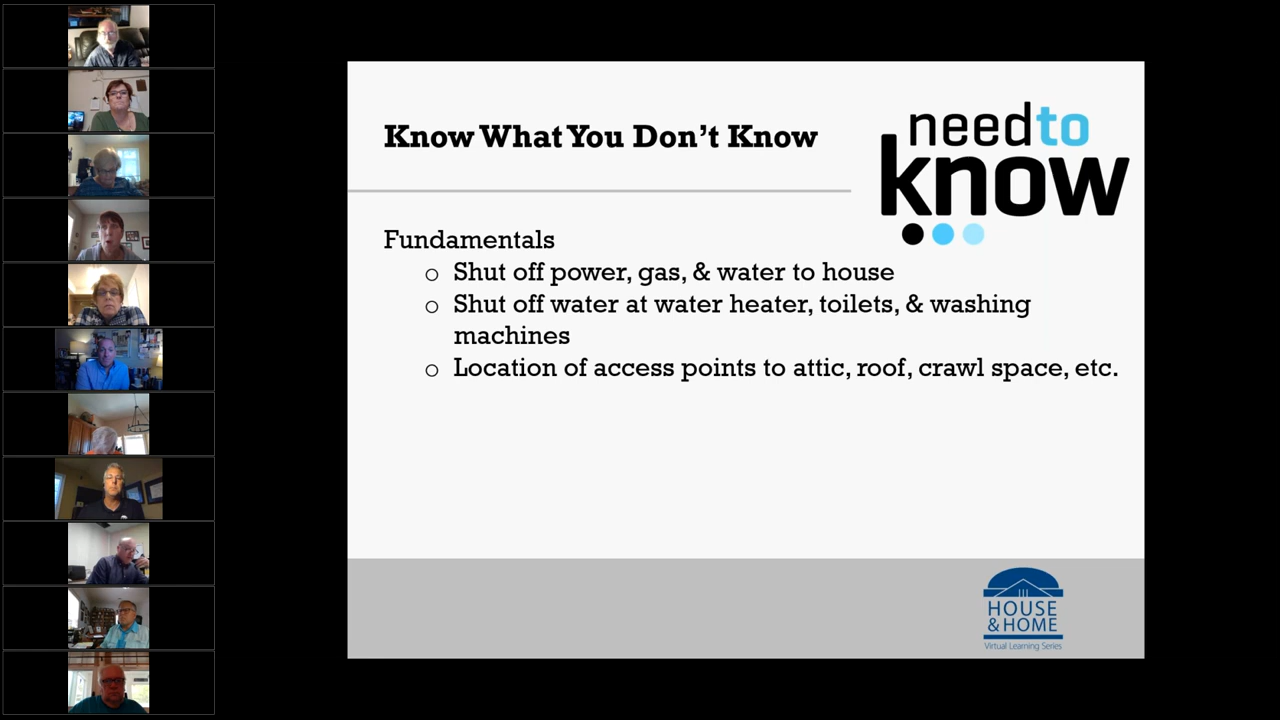 Know What You Don't Know
needto
know
Fundamentals
o Shut off power, gas, & water to house
o Shut off water at water heater, toilets, & washing
machines
o Location of access points to attic, roof, crawl space, etc.
HOUSE
& HOME
Virtual Learning Series